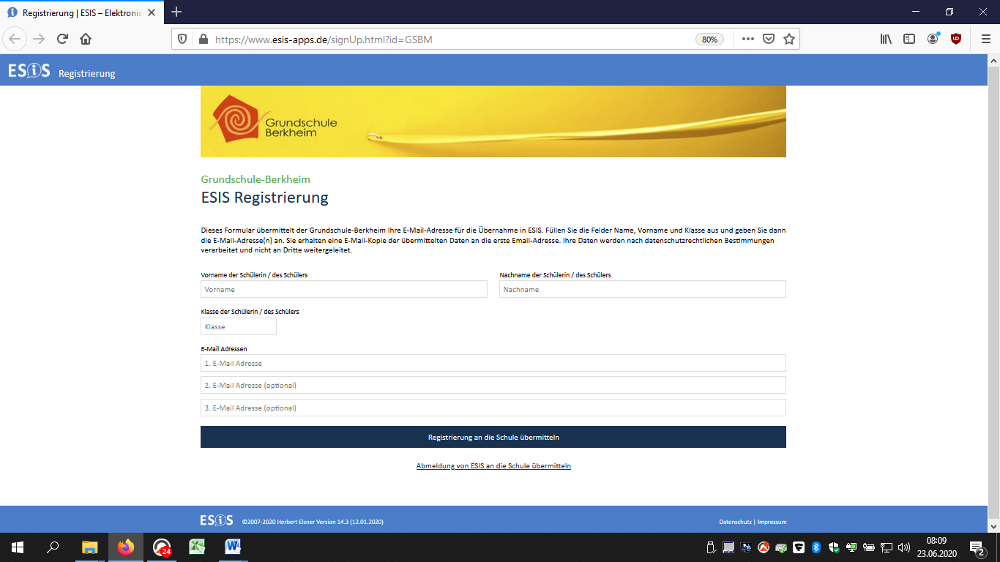 Registrierung | ESIS – Elektronis
https://www.esis-apps.de/signUp.html?id=GSBM
80%
ESiS Registrierung
Grundschule
Berkheim
Grundschule-Berkheim
ESIS Registrierung
Dieses Formular übermittelt der Grundschule-Berkheim Ihre E-Mail-Adresse für die Übernahme in ESIS. Füllen Sie die Felder Name, Vorname und Klasse aus und geben Sie dann
die E-Mail-Adresse(n) an. Sie erhalten eine E-Mail-Kopie der übermittelten Daten an die erste Email-Adresse. Ihre Daten werden nach datenschutzrechtlichen Bestimmungen
verarbeitet und nicht an Dritte weitergeleitet.
Vorname der Schülerin / des Schülers
Nachname der Schülerin / des Schülers
Vorname
Nachname
Klasse der Schülerin / des Schülers
Klasse
E-Mail Adressen
1. E-Mail Adresse
2. E-Mail Adresse (optional)
3. E-Mail Adresse (optional)
Registrierung an die Schule übermitteln
Abmeldung von ESIS an die Schule übermitteln
ESiS ©2007-2020 Herbert Elsner Version 14.3 (12.01.2020)
Datenschutz | Impressum
24
08:09
23.06.2020
2